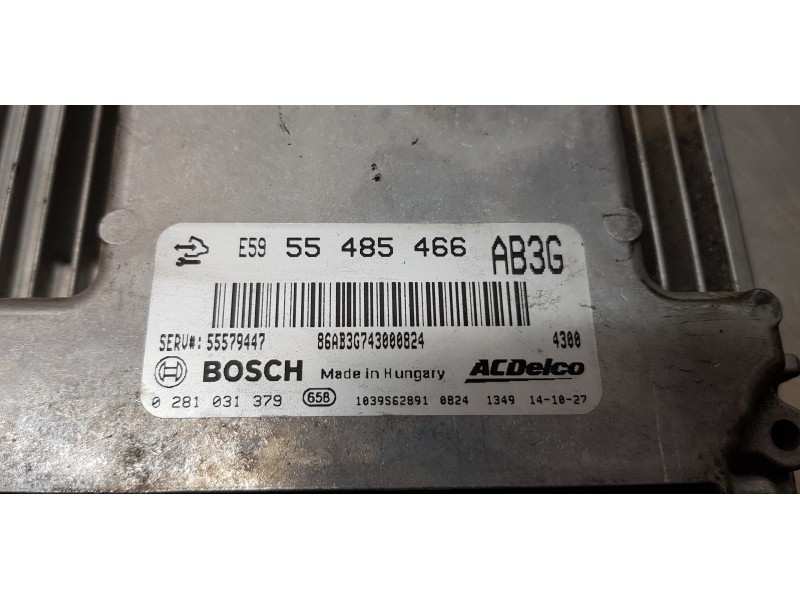 E59 55 485 466 AB3G
SERV#: 55579447 86AB3G743000824 4300
BOSCH Made in Hungary ACDelco
0 281 031 379 658 1039S62891 0824 1349 14-10-27